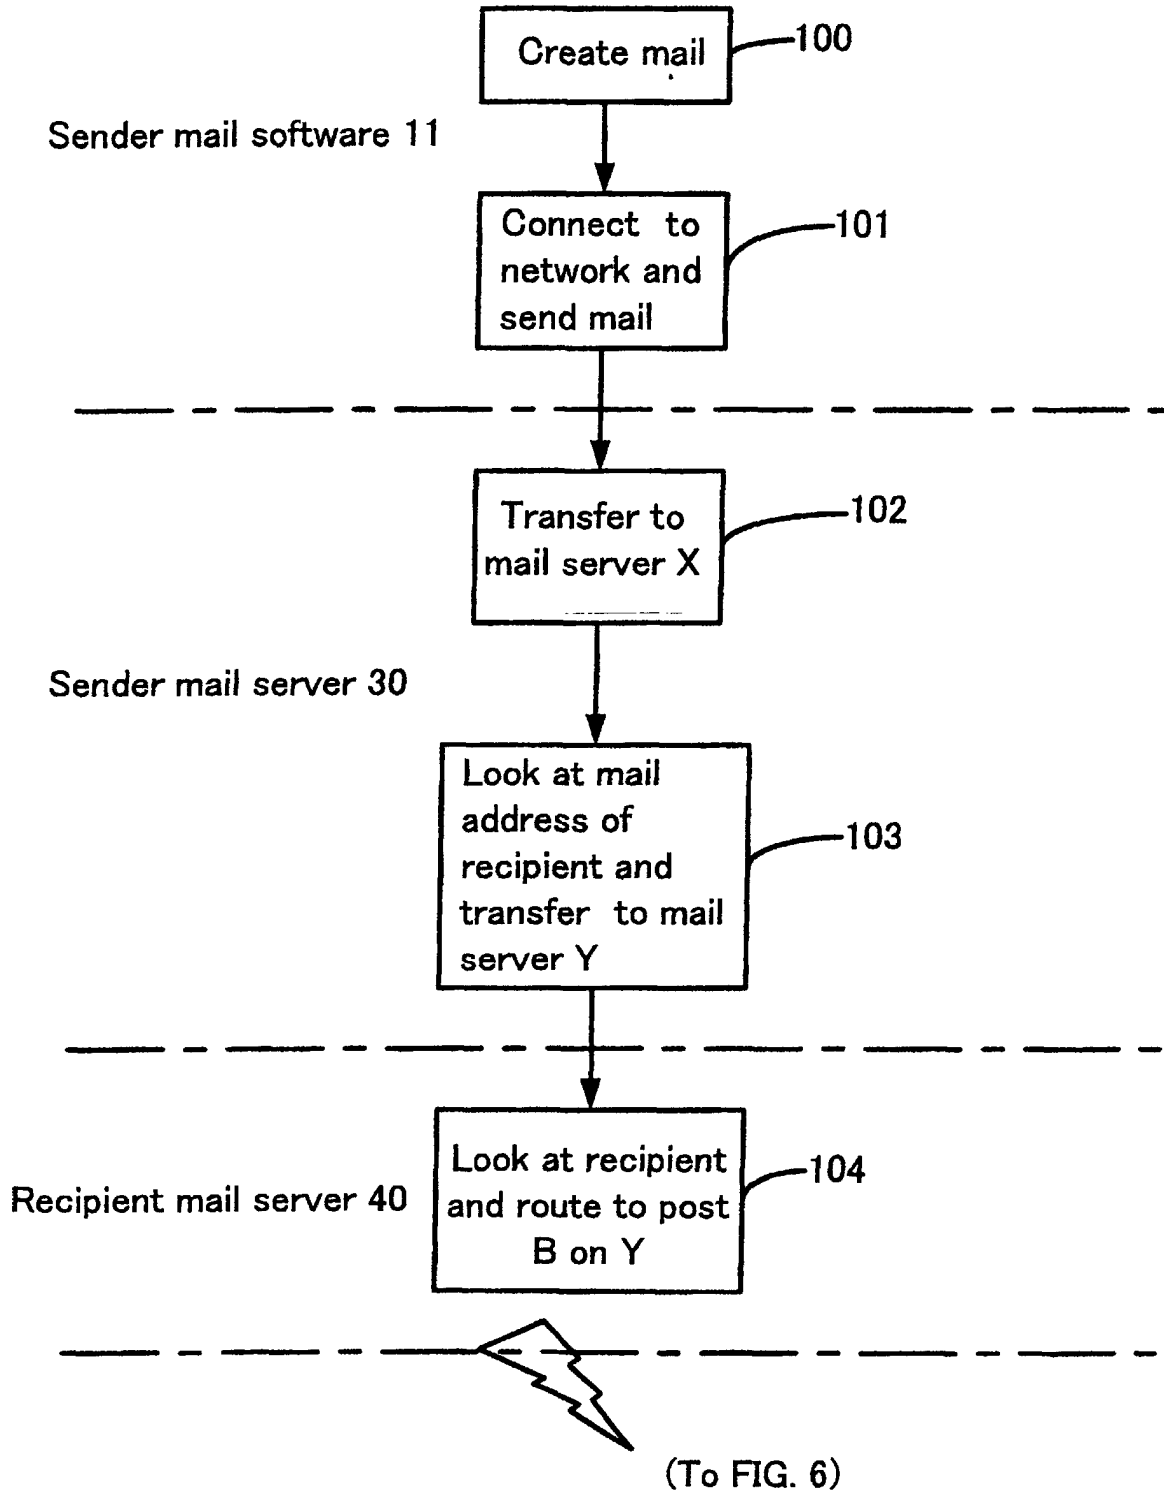 Create mail
100
Sender mail software 11
Connect to
network and
send mail
101
Transfer to
mail server X
102
Sender mail server 30
Look at mail
address of
recipient and
transfer to mail
server Y
103
Recipient mail server 40
Look at recipient
and route to post
B on Y
104
(To FIG. 6)